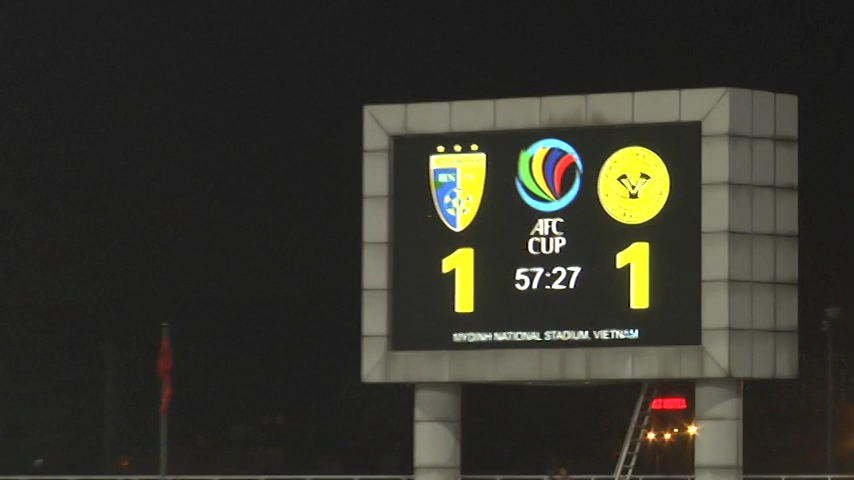 AFC
CUP
1
57:27
1
MYDINH NATIONAL STADIUM, VIETNAM